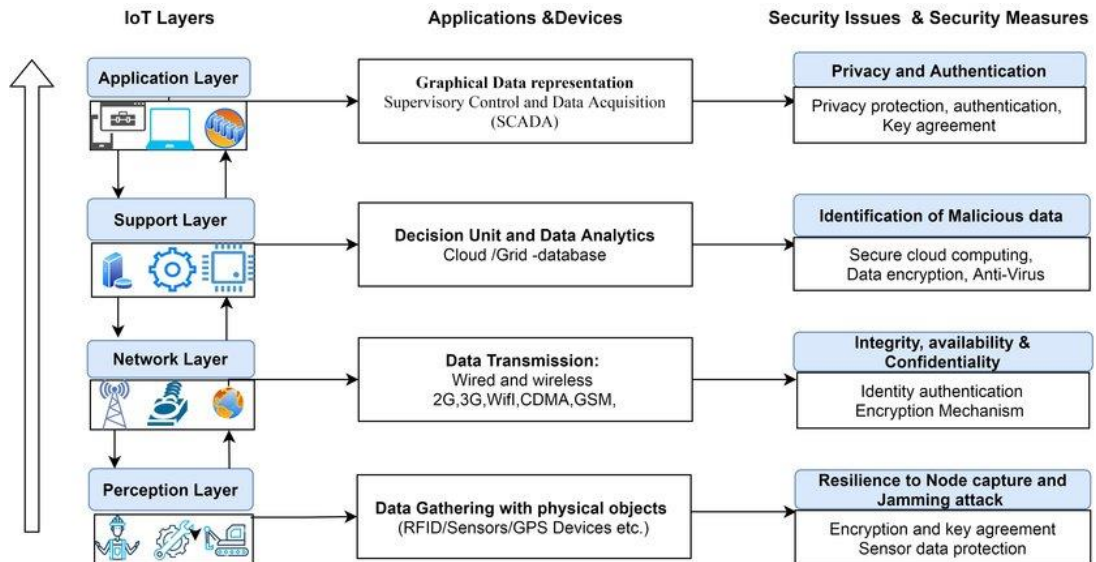 IoT Layers
Applications &Devices
Security Issues & Security Measures
Application Layer
Graphical Data representation
Supervisory Control and Data Acquisition
(SCADA)
Privacy and Authentication
Privacy protection, authentication,
Key agreement
Support Layer
Decision Unit and Data Analytics
Cloud /Grid -database
Identification of Malicious data
Secure cloud computing,
Data encryption, Anti-Virus
Network Layer
Data Transmission:
Wired and wireless
2G,3G,WifI,CDMA,GSM,
Integrity, availability &
Confidentiality
Identity authentication
Encryption Mechanism
Perception Layer
Data Gathering with physical objects
(RFID/Sensors/GPS Devices etc.)
Resilience to Node capture and
Jamming attack
Encryption and key agreement
Sensor data protection